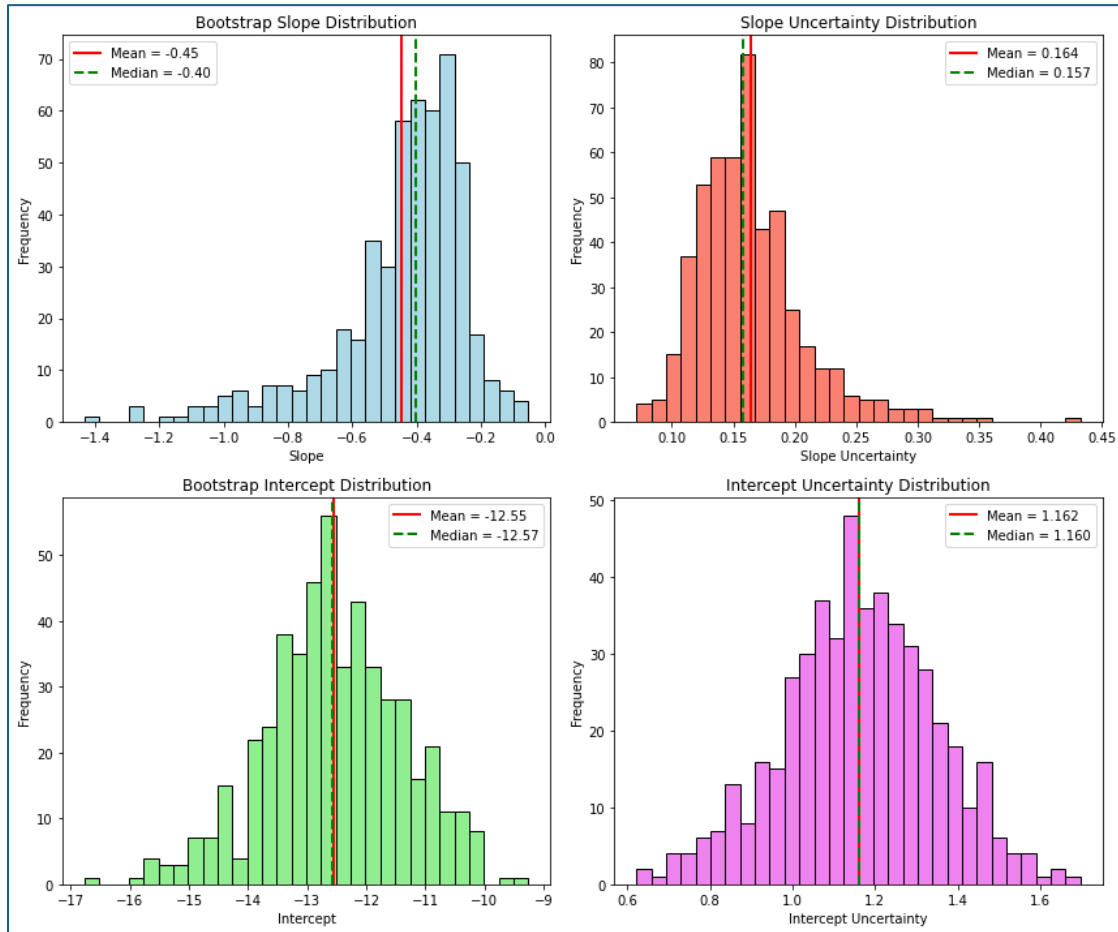 Bootstrap Slope Distribution
Mean = -0.45
Median = -0.40
70
60
50
40
30
20
10
0
Frequency
−1.4 −1.2 −1.0 −0.8 −0.6 −0.4 −0.2 0.0
Slope
Slope Uncertainty Distribution
Mean = 0.164
Median = 0.157
80
70
60
50
40
30
20
10
0
Frequency
0.10 0.15 0.20 0.25 0.30 0.35 0.40 0.45
Slope Uncertainty
Bootstrap Intercept Distribution
Mean = -12.55
Median = -12.57
50
40
30
20
10
0
Frequency
−17 −16 −15 −14 −13 −12 −11 −10 −9
Intercept
Intercept Uncertainty Distribution
Mean = 1.162
Median = 1.160
50
40
30
20
10
0
Frequency
0.6 0.8 1.0 1.2 1.4 1.6
Intercept Uncertainty